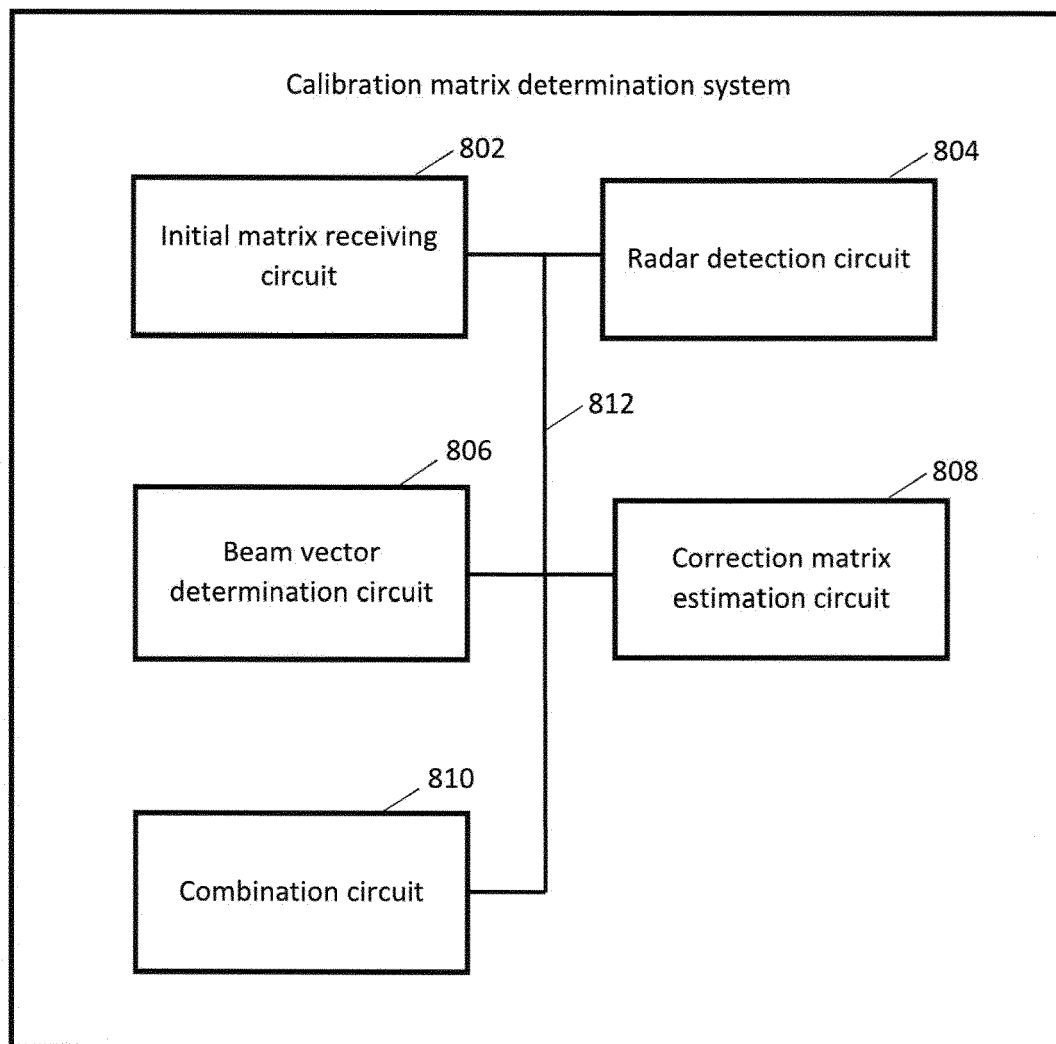 Calibration matrix determination system
802
804
Initial matrix receiving
circuit
Radar detection circuit
812
806
808
Beam vector
determination circuit
Correction matrix
estimation circuit
810
Combination circuit